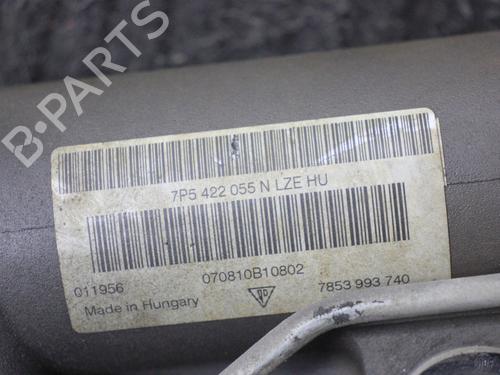 B-PARTS
7P5 422 055 N LZE HU
070810B10802
011956
Made in Hungary
7853 993 740